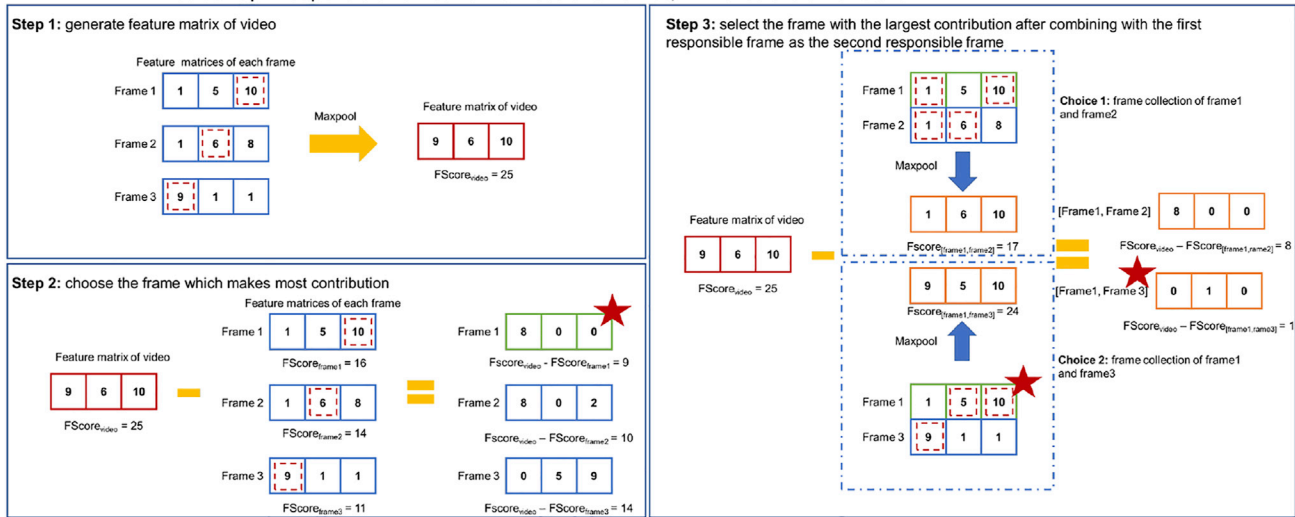 Step 1: generate feature matrix of video
Feature matrices of each frame
Frame 1 1 5 10
Frame 2 1 6 8
Frame 3 9 1 1
Maxpool
Feature matrix of video
9 6 10
FScorevideo = 25
Step 2: choose the frame which makes most contribution
Feature matrix of video
9 6 10
FScorevideo = 25
Feature matrices of each frame
Frame 1 1 5 10
FScoreframe1 = 16
Frame 2 1 6 8
FScoreframe2 = 14
Frame 3 9 1 1
FScoreframe3 = 11
Frame 1 8 0 0
Fscorevideo - FScoreframe1 = 9
Frame 2 8 0 2
FScorevideo – FScoreframe2 = 10
Frame 3 0 5 9
FScorevideo – FScoreframe3 = 14
Step 3: select the frame with the largest contribution after combining with the first
responsible frame as the second responsible frame
Feature matrix of video
9 6 10
FScorevideo = 25
Frame 1 1 5 10
Frame 2 1 6 8
Maxpool
1 6 10
Fscore[frame1,frame2] = 17
Choice 1: frame collection of frame1
and frame2
9 5 10
Fscore[frame1,frame3] = 24
Maxpool
Frame 1 1 5 10
Frame 3 9 1 1
Choice 2: frame collection of frame1
and frame3
[Frame1, Frame 2] 8 0 0
FScorevideo – FScore[frame1,rame2] = 8
[Frame1, Frame 3] 0 1 0
FScorevideo – FScore[frame1,rame3] = 1